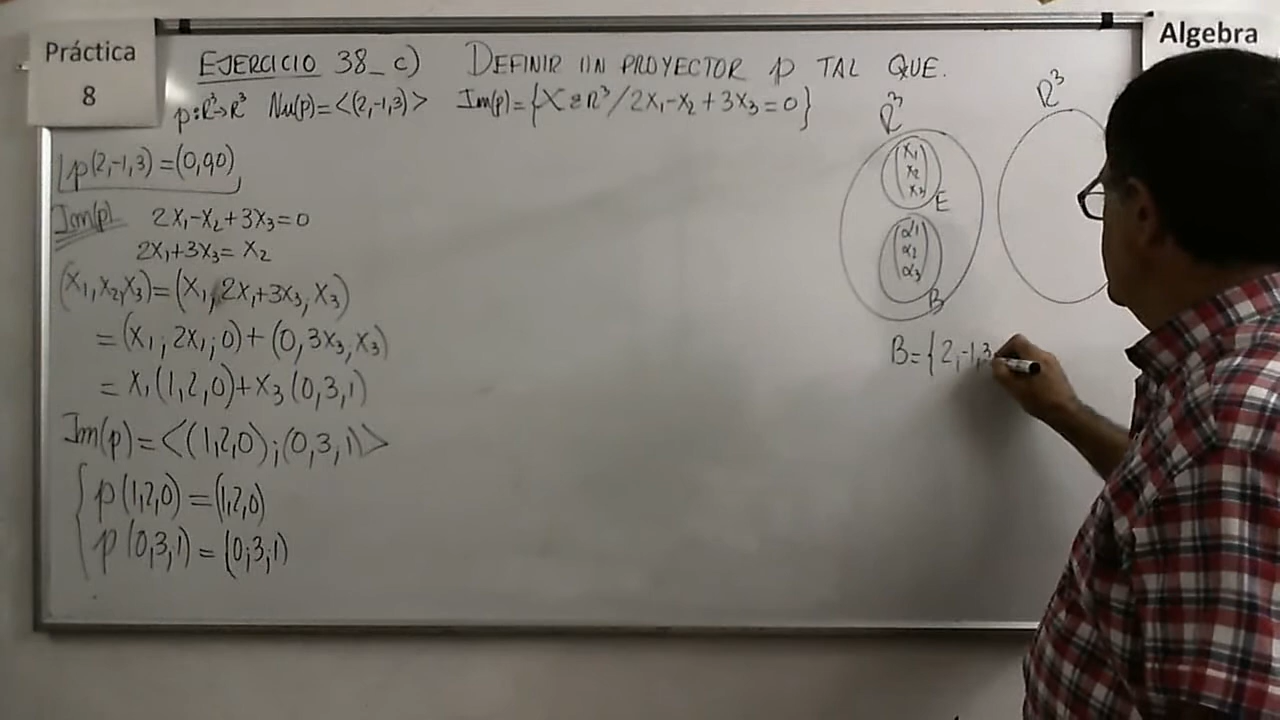 Práctica
8
Algebra
EJERCICIO 38_c) DEFINIR UN PROYECTOR p TAL QUE.
p: R³→R³ Nu(p)=<(2,-1,3)> Im(p)={X∈R³/2X₁-X₂+3X₃=0}
p(2,-1,3)=(0,0,0)
Im(p) 2X₁-X₂+3X₃=0
2X₁+3X₃=X₂
(X₁,X₂,X₃)=(X₁,2X₁+3X₃,X₃)
=(X₁,2X₁,0)+(0,3X₃,X₃)
=X₁(1,2,0)+X₃(0,3,1)
Im(p)=<(1,2,0);(0,3,1)>
p(1,2,0)=(1,2,0)
p(0,3,1)=(0,3,1)
R³
X₁
X₂
X₃
E
α₁
α₂
α₃
B
B={2,-1,3
R³